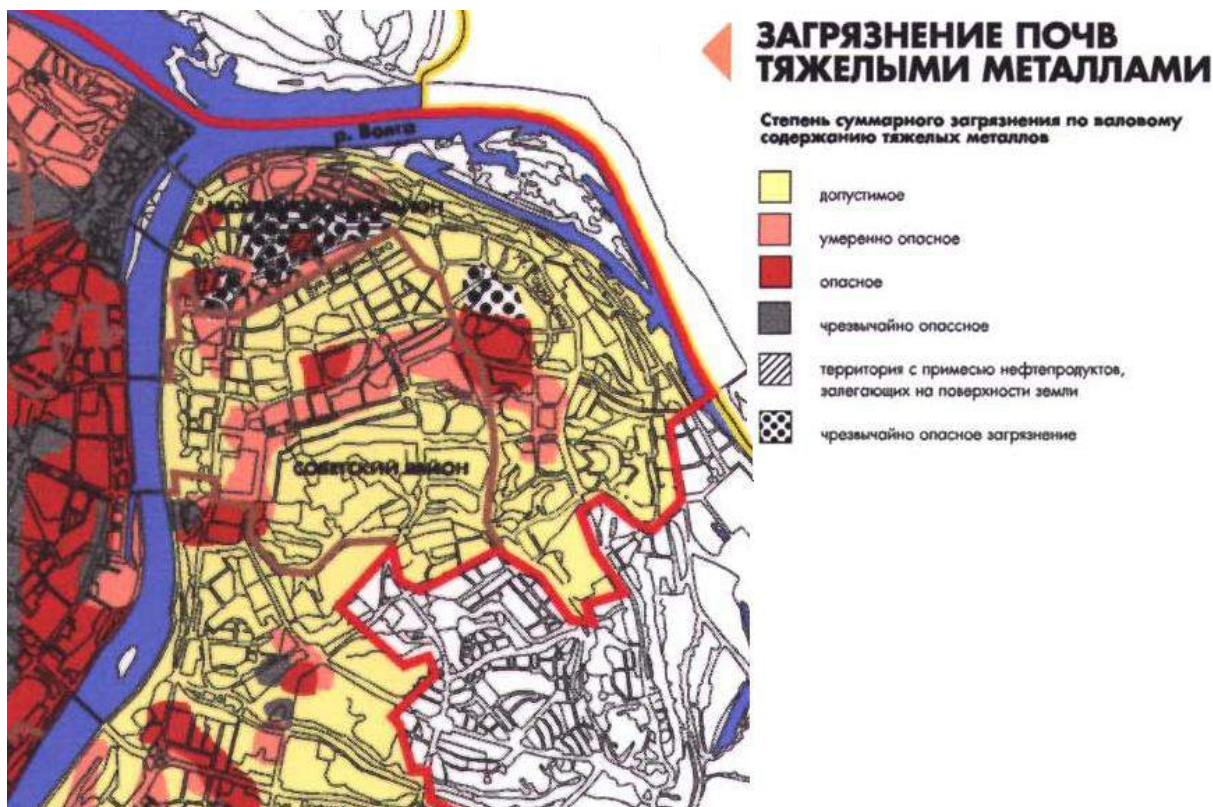 ЗАГРЯЗНЕНИЕ ПОЧВ
ТЯЖЕЛЫМИ МЕТАЛЛАМИ
Степень суммарного загрязнения по валовому
содержанию тяжелых металлов
допустимое
умеренно опасное
опасное
чрезвычайно опассное
территория с примесью нефтепродуктов,
залегающих на поверхности земли
чрезвычайно опасное загрязнение
р. Волга
СОВЕТСКИЙ РАЙОН